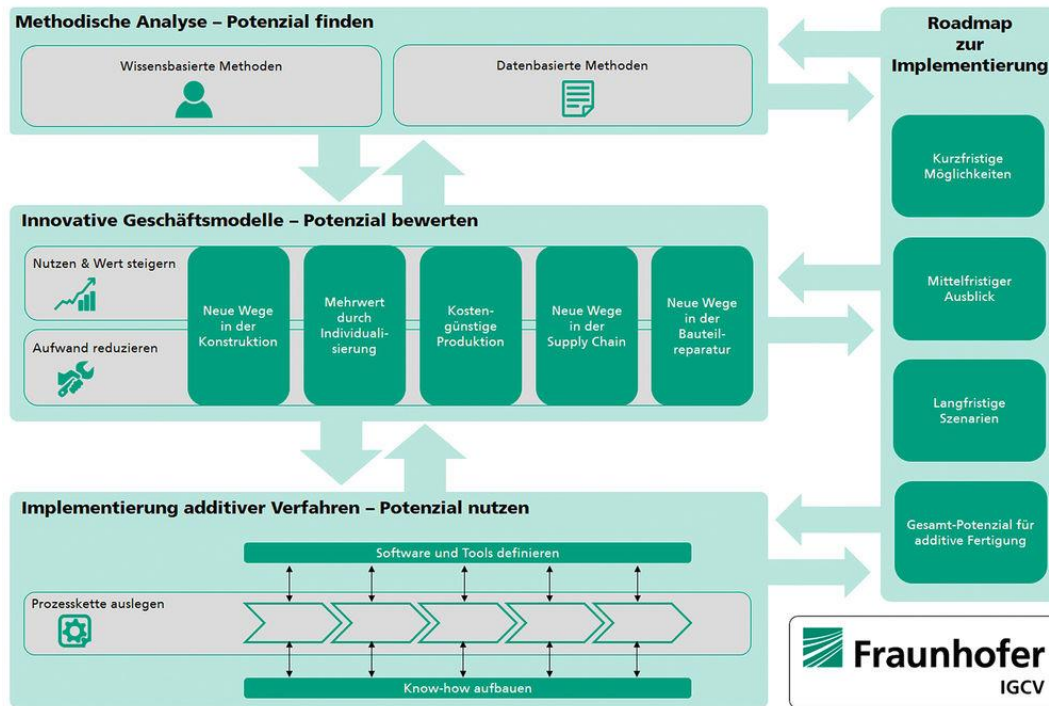 Methodische Analyse – Potenzial finden
Wissensbasierte Methoden
Datenbasierte Methoden
Innovative Geschäftsmodelle – Potenzial bewerten
Nutzen & Wert steigern
Aufwand reduzieren
Neue Wege
in der
Konstruktion
Mehrwert
durch
Individuali-
sierung
Kosten-
günstige
Produktion
Neue Wege
in der
Supply Chain
Neue Wege
in der
Bauteil-
reparatur
Implementierung additiver Verfahren – Potenzial nutzen
Software und Tools definieren
Prozesskette auslegen
Know-how aufbauen
Roadmap
zur
Implementierung
Kurzfristige
Möglichkeiten
Mittelfristiger
Ausblick
Langfristige
Szenarien
Gesamt-Potenzial für
additive Fertigung
Fraunhofer
IGCV